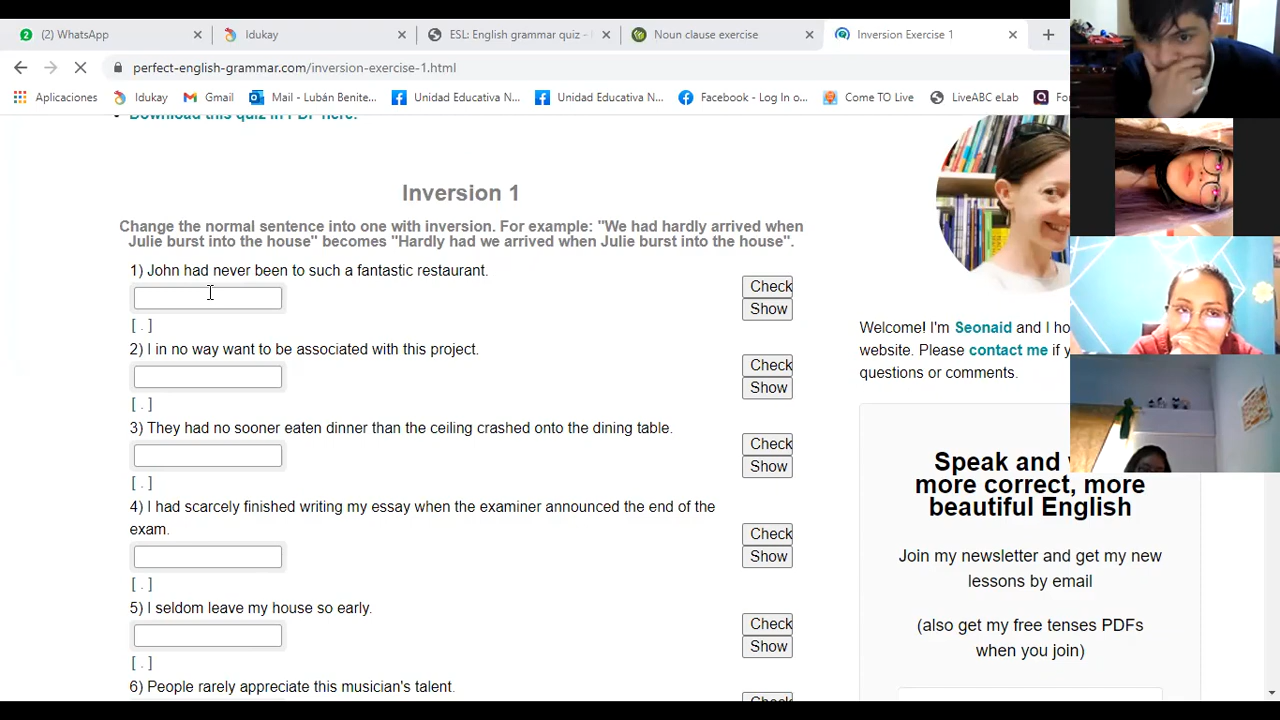 (2) WhatsApp
Idukay
ESL: English grammar quiz -
Noun clause exercise
Inversion Exercise 1
perfect-english-grammar.com/inversion-exercise-1.html
Aplicaciones
Idukay
Gmail
Mail - Lubán Benite...
Unidad Educativa N...
Unidad Educativa N...
Facebook - Log In o...
Come TO Live
LiveABC eLab
Fo
Download this quiz in PDF here.
Inversion 1
Change the normal sentence into one with inversion. For example: "We had hardly arrived when
Julie burst into the house" becomes "Hardly had we arrived when Julie burst into the house".
1) John had never been to such a fantastic restaurant.
Check
Show
[ . ]
2) I in no way want to be associated with this project.
Check
Show
[ . ]
3) They had no sooner eaten dinner than the ceiling crashed onto the dining table.
Check
Show
[ . ]
4) I had scarcely finished writing my essay when the examiner announced the end of the
exam.
Check
Show
[ . ]
5) I seldom leave my house so early.
Check
Show
[ . ]
6) People rarely appreciate this musician's talent.
Check
Welcome! I'm Seonaid and I ho
website. Please contact me if y
questions or comments.
Speak and
more correct, more
beautiful English
Join my newsletter and get my new
lessons by email
(also get my free tenses PDFs
when you join)